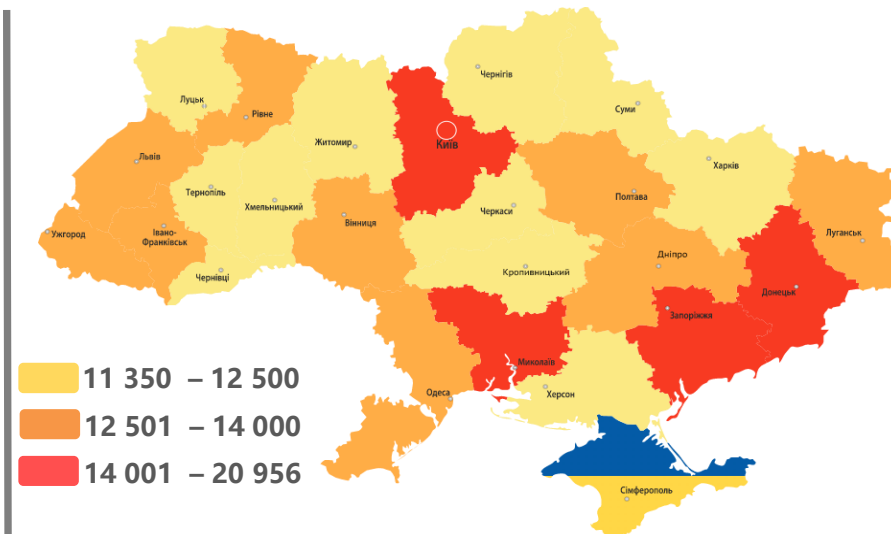 Чернігів
Луцьк
Суми
Рівне
Київ
Житомир
Львів
Харків
Тернопіль
Хмельницький
Полтава
Черкаси
Вінниця
Ужгород
Івано-
Франківськ
Луганськ
Дніпро
Чернівці
Кропивницький
Донецьк
Запоріжжя
Миколаїв
11 350 – 12 500
Одеса
Херсон
12 501 – 14 000
14 001 – 20 956
Сімферополь